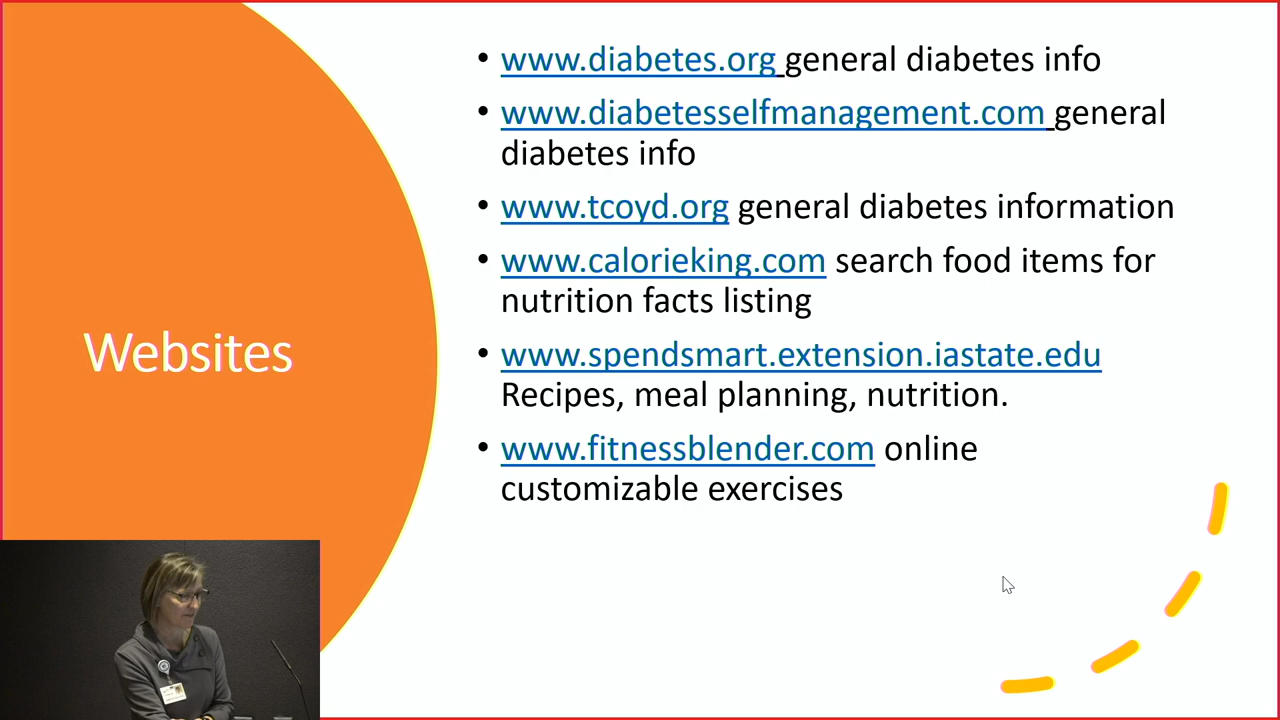 Websites
• www.diabetes.org general diabetes info
• www.diabetesselfmanagement.com general
diabetes info
• www.tcoyd.org general diabetes information
• www.calorieking.com search food items for
nutrition facts listing
• www.spendsmart.extension.iastate.edu
Recipes, meal planning, nutrition.
• www.fitnessblender.com online
customizable exercises